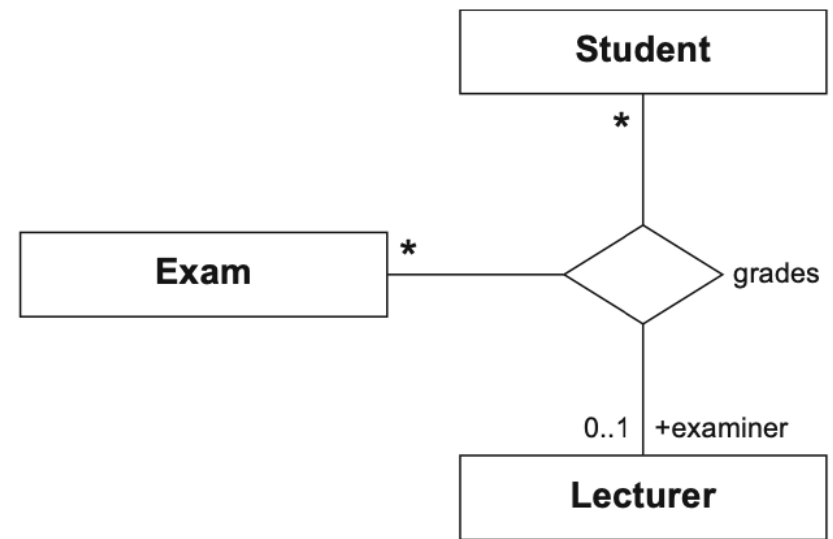 Student
*
Exam
*
grades
0..1
+examiner
Lecturer